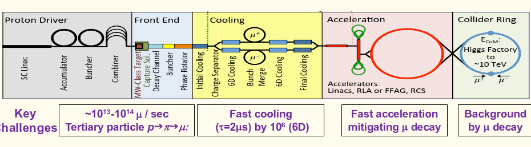 Proton Driver
Front End
Cooling
Acceleration
Collider Ring
SC Linac
Accumulator
Buncher
Combiner
MW-Class Target
Capture Sol.
Decay Channel
Buncher
Phase Rotator
Initial Cooling
Charge Separator
6D Cooling
Bunch
Merge
6D Cooling
Final Cooling
μ+
μ−
Accelerators:
Linacs, RLA or FFAG, RCS
ECoM:
Higgs Factory
to
~10 TeV
μ+ μ−
Key
Challenges
~10¹³-10¹⁴ μ / sec
Tertiary particle p→π→μ:
Fast cooling
(τ=2μs) by 10⁶ (6D)
Fast acceleration
mitigating μ decay
Background
by μ decay